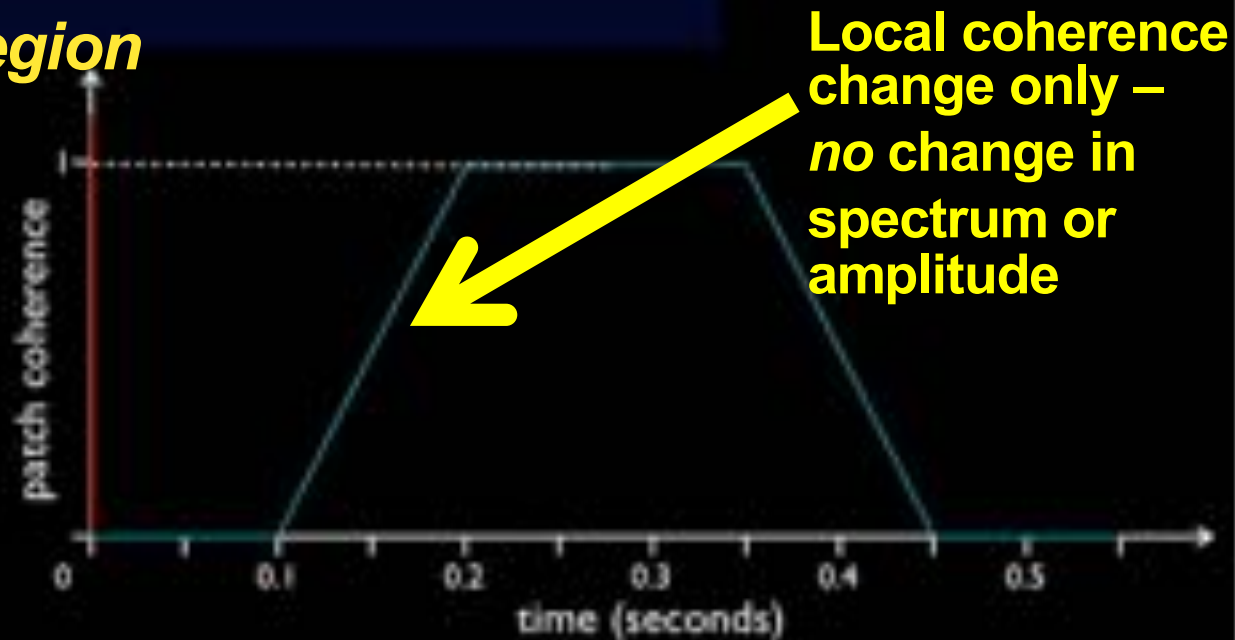 egion
Local coherence
change only –
no change in
spectrum or
amplitude
1
patch coherence
0 0.1 0.2 0.3 0.4 0.5
time (seconds)